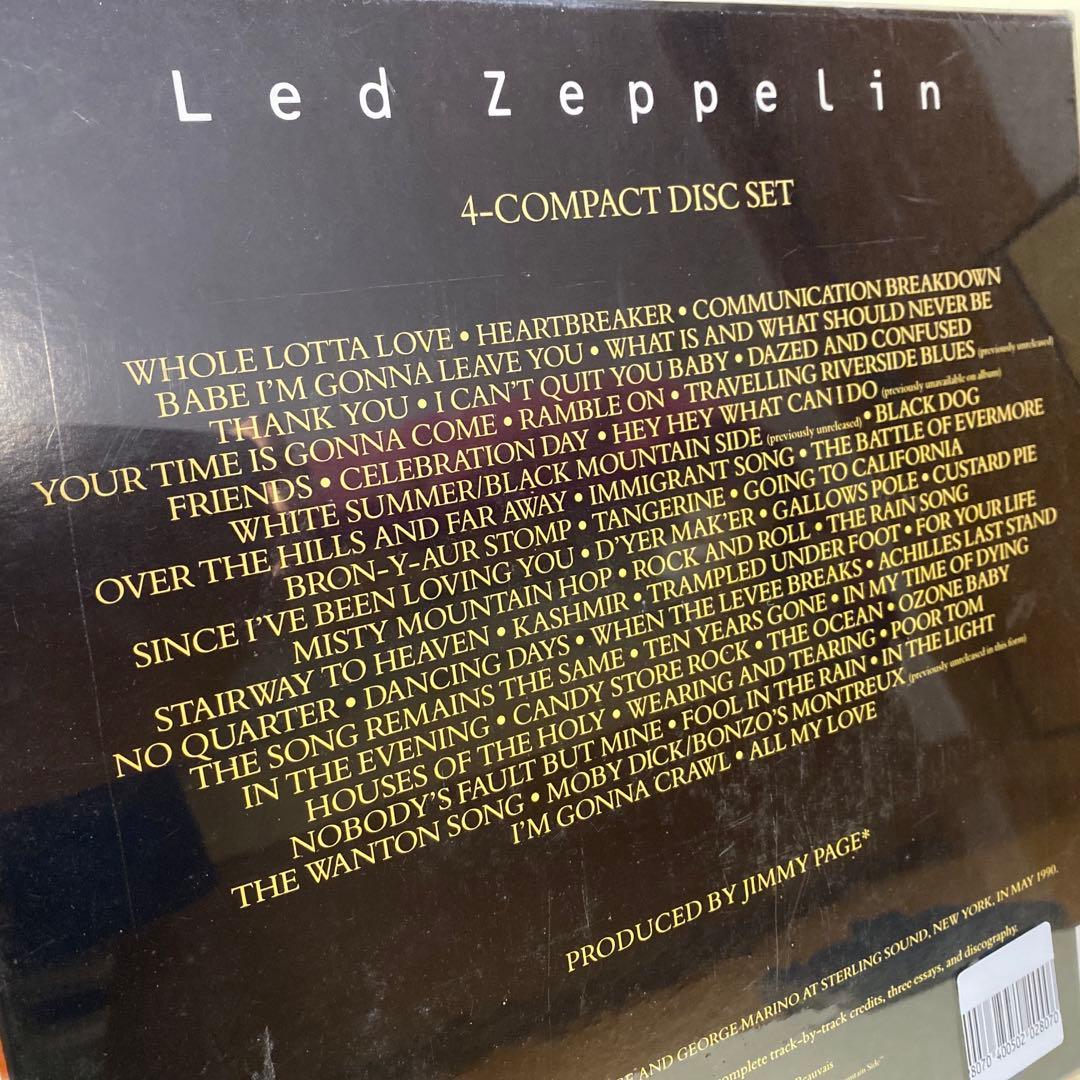 Led Zeppelin
4-COMPACT DISC SET
WHOLE LOTTA LOVE • HEARTBREAKER • COMMUNICATION BREAKDOWN
BABE I'M GONNA LEAVE YOU • WHAT IS AND WHAT SHOULD NEVER BE
THANK YOU • I CAN'T QUIT YOU BABY • DAZED AND CONFUSED
YOUR TIME IS GONNA COME • RAMBLE ON • TRAVELLING RIVERSIDE BLUES (previously unreleased)
FRIENDS • CELEBRATION DAY • HEY HEY WHAT CAN I DO (previously unavailable on album)
WHITE SUMMER/BLACK MOUNTAIN SIDE (previously unreleased) • BLACK DOG
OVER THE HILLS AND FAR AWAY • IMMIGRANT SONG • THE BATTLE OF EVERMORE
BRON-Y-AUR STOMP • TANGERINE • GOING TO CALIFORNIA
SINCE I'VE BEEN LOVING YOU • D'YER MAK'ER • GALLOWS POLE • CUSTARD PIE
MISTY MOUNTAIN HOP • ROCK AND ROLL • THE RAIN SONG
STAIRWAY TO HEAVEN • KASHMIR • TRAMPLED UNDER FOOT • FOR YOUR LIFE
NO QUARTER • DANCING DAYS • WHEN THE LEVEE BREAKS • ACHILLES LAST STAND
THE SONG REMAINS THE SAME • TEN YEARS GONE • IN MY TIME OF DYING
IN THE EVENING • CANDY STORE ROCK • THE OCEAN • OZONE BABY
HOUSES OF THE HOLY • WEARING AND TEARING • POOR TOM
NOBODY'S FAULT BUT MINE • FOOL IN THE RAIN • IN THE LIGHT
THE WANTON SONG • MOBY DICK/BONZO'S MONTREUX (previously unreleased in this form)
I'M GONNA CRAWL • ALL MY LOVE
PRODUCED BY JIMMY PAGE*
AND GEORGE MARINO AT STERLING SOUND, NEW YORK, IN MAY 1990.
complete track-by-track credits, three essays, and discography.
Beauvais
Side"
8070 400502 028070